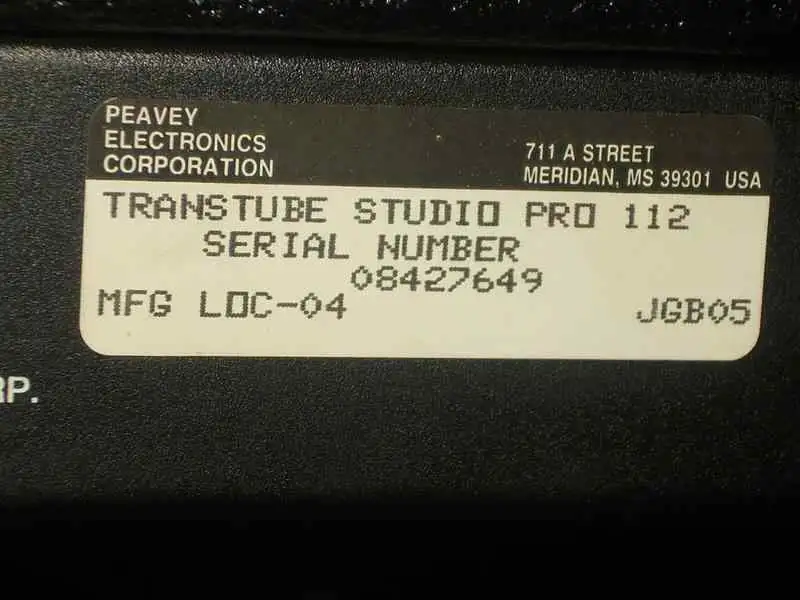 PEAVEY
ELECTRONICS
CORPORATION
711 A STREET
MERIDIAN, MS 39301 USA
TRANSTUBE STUDIO PRO 112
SERIAL NUMBER
08427649
MFG LOC-04
JGB05
RP.